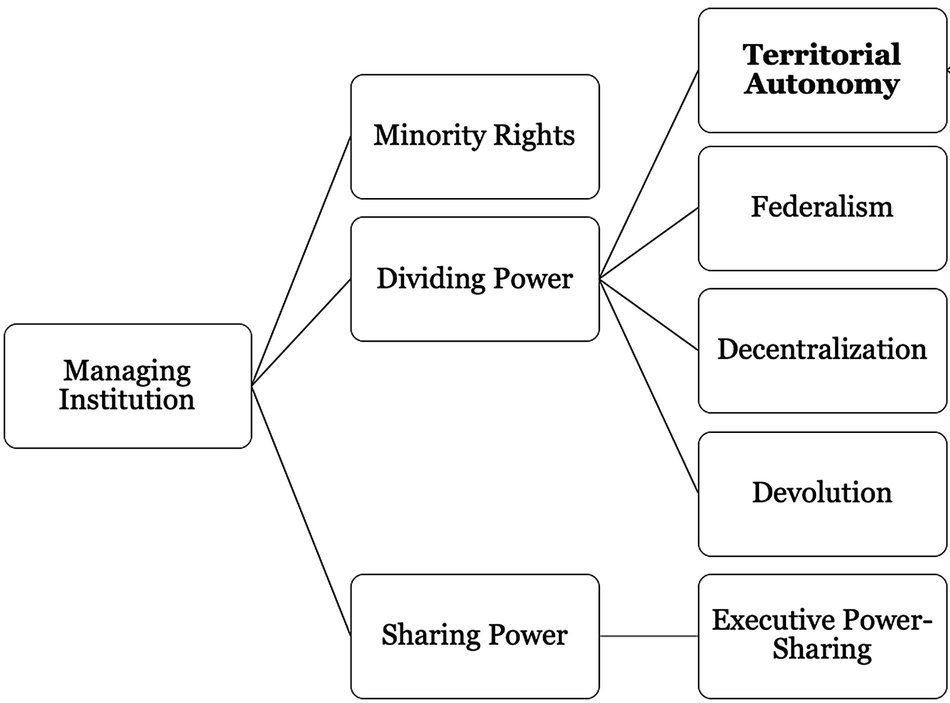 Managing
Institution
Minority Rights
Dividing Power
Sharing Power
Territorial
Autonomy
Federalism
Decentralization
Devolution
Executive Power-
Sharing